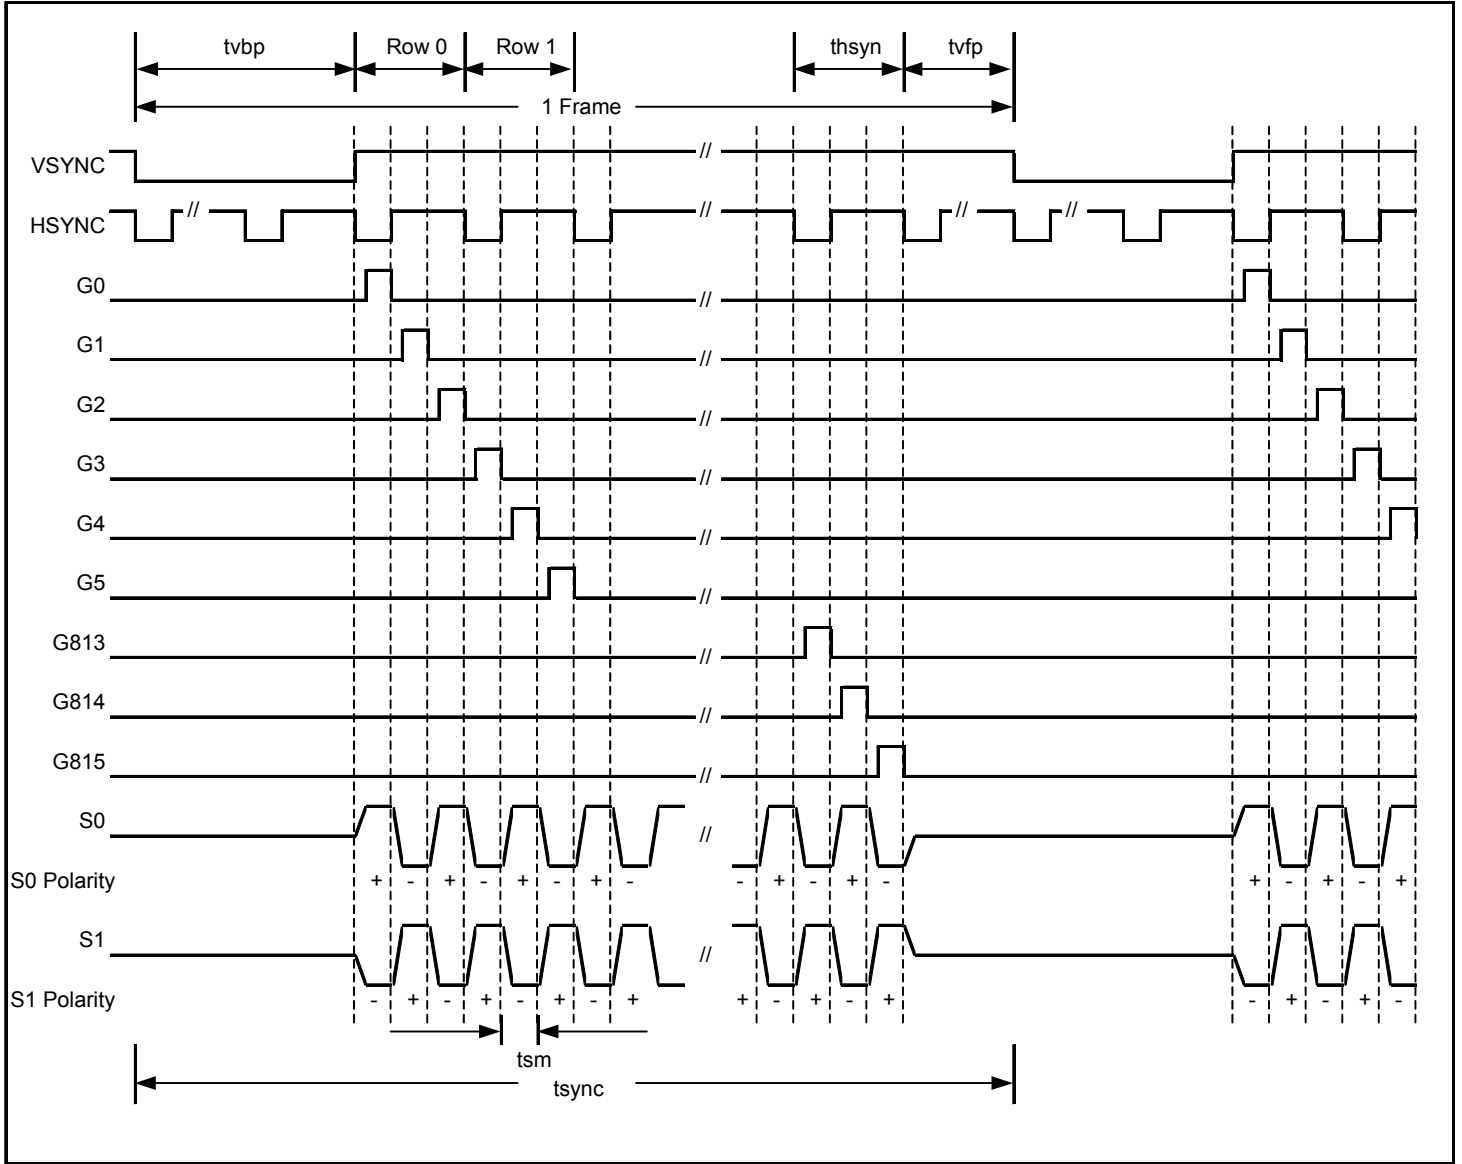 tvbp Row 0 Row 1 thsyn tvfp
1 Frame
VSYNC // //
HSYNC // // // //
G0 //
G1 //
G2 //
G3 //
G4 //
G5 //
G813 //
G814 //
G815 //
S0 //
S0 Polarity + - + - + - + - - + - + - + - + - +
S1 //
S1 Polarity - + - + - + - + + - + - + - + - + -
tsm
tsync